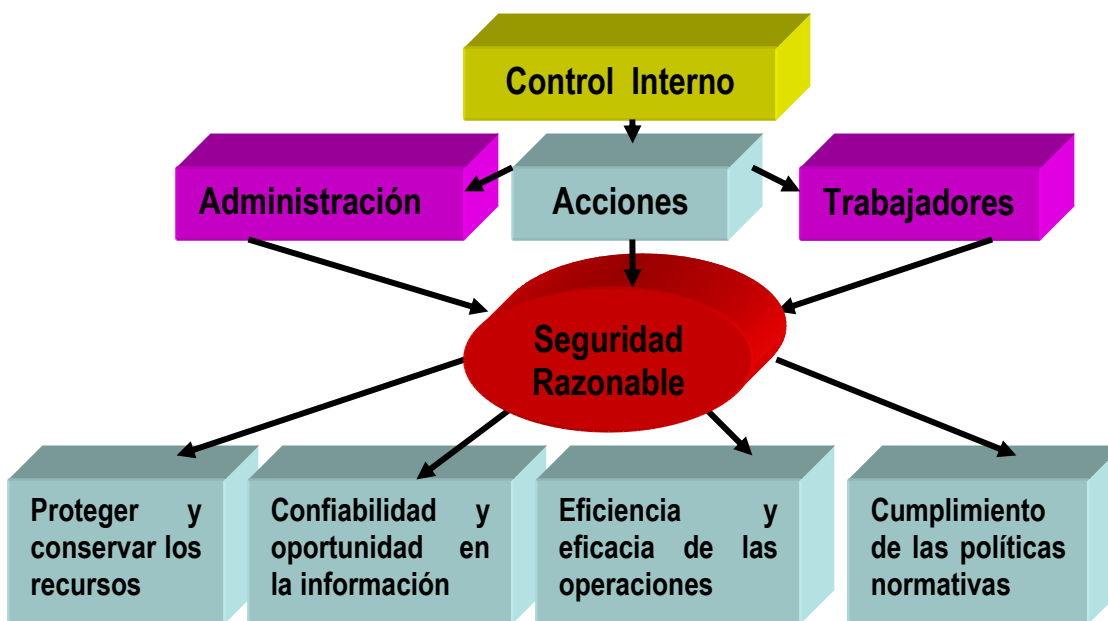 Control Interno
Administración
Acciones
Trabajadores
Seguridad
Razonable
Proteger y
conservar los
recursos
Confiabilidad y
oportunidad en
la información
Eficiencia y
eficacia de las
operaciones
Cumplimiento
de las políticas
normativas